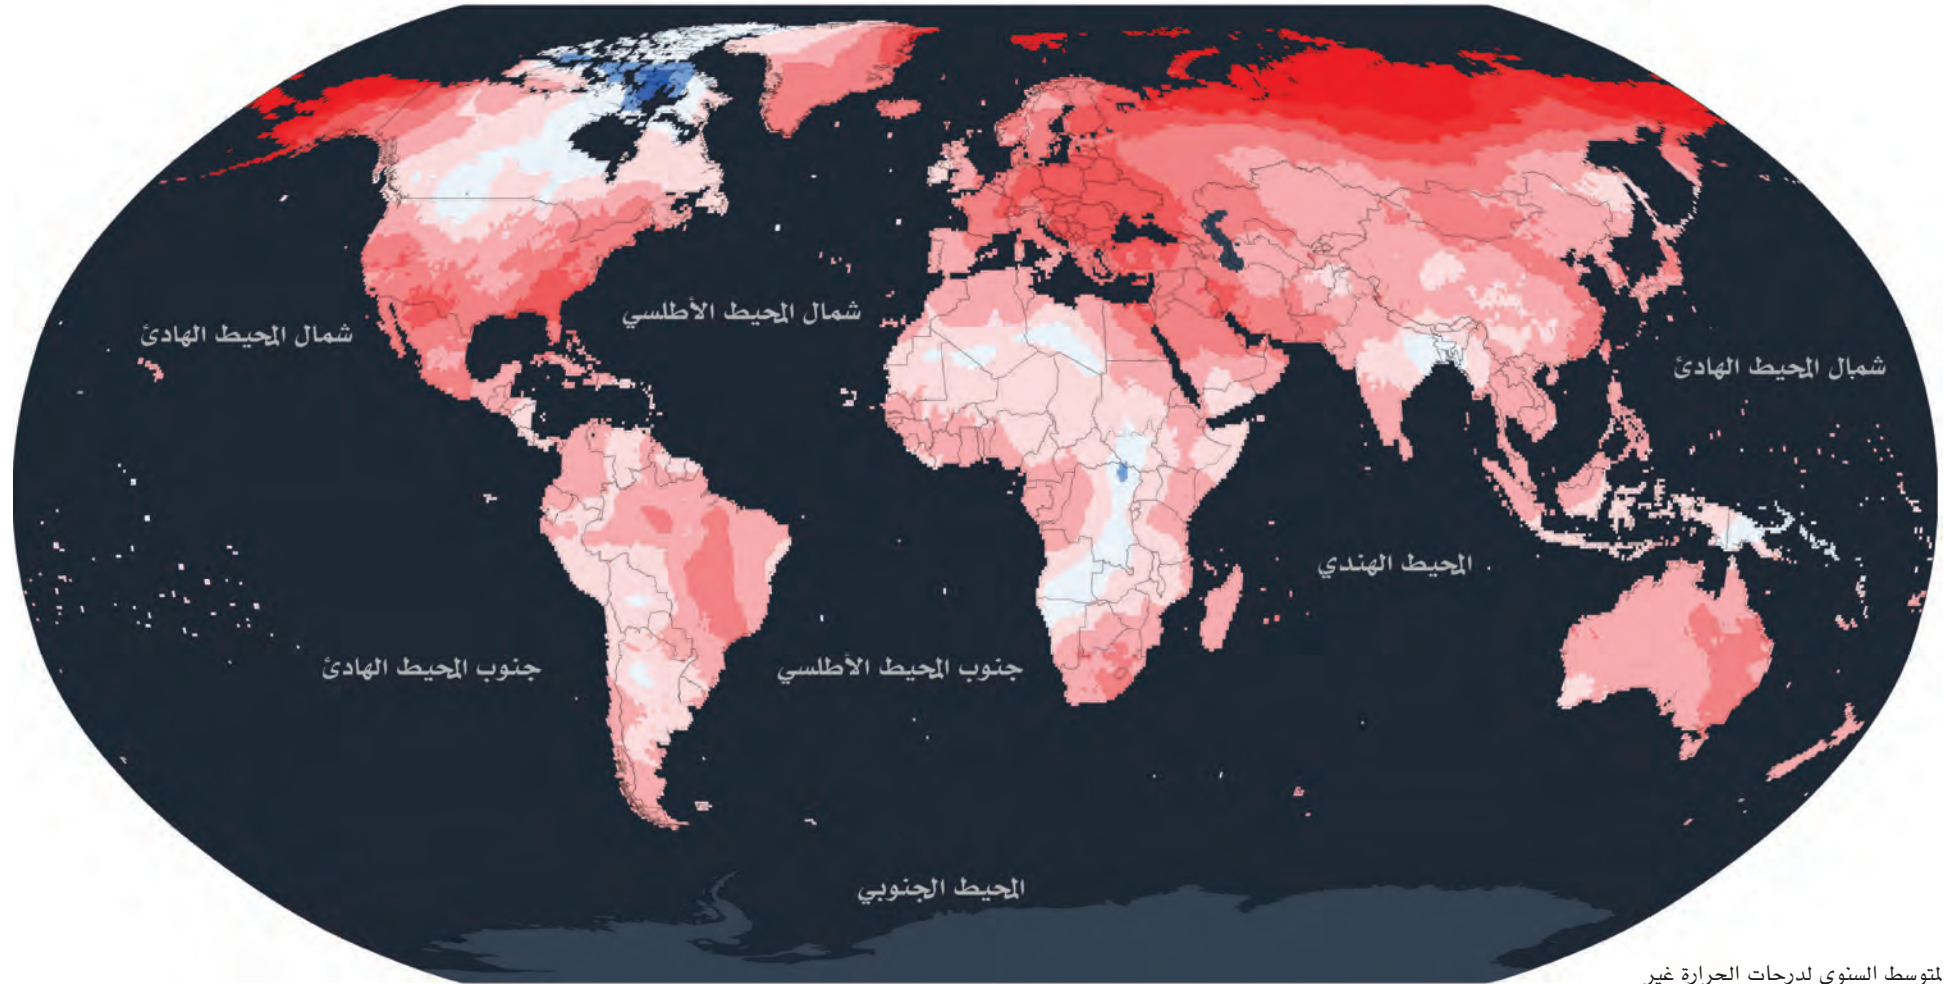 شمال المحيط الأطلسي
شمال المحيط الهادئ
شمال المحيط الهادئ
المحيط الهندي
جنوب المحيط الهادئ
جنوب المحيط الأطلسي
المحيط الجنوبي
لمتوسط السنوي لدرجات الحرارة غير